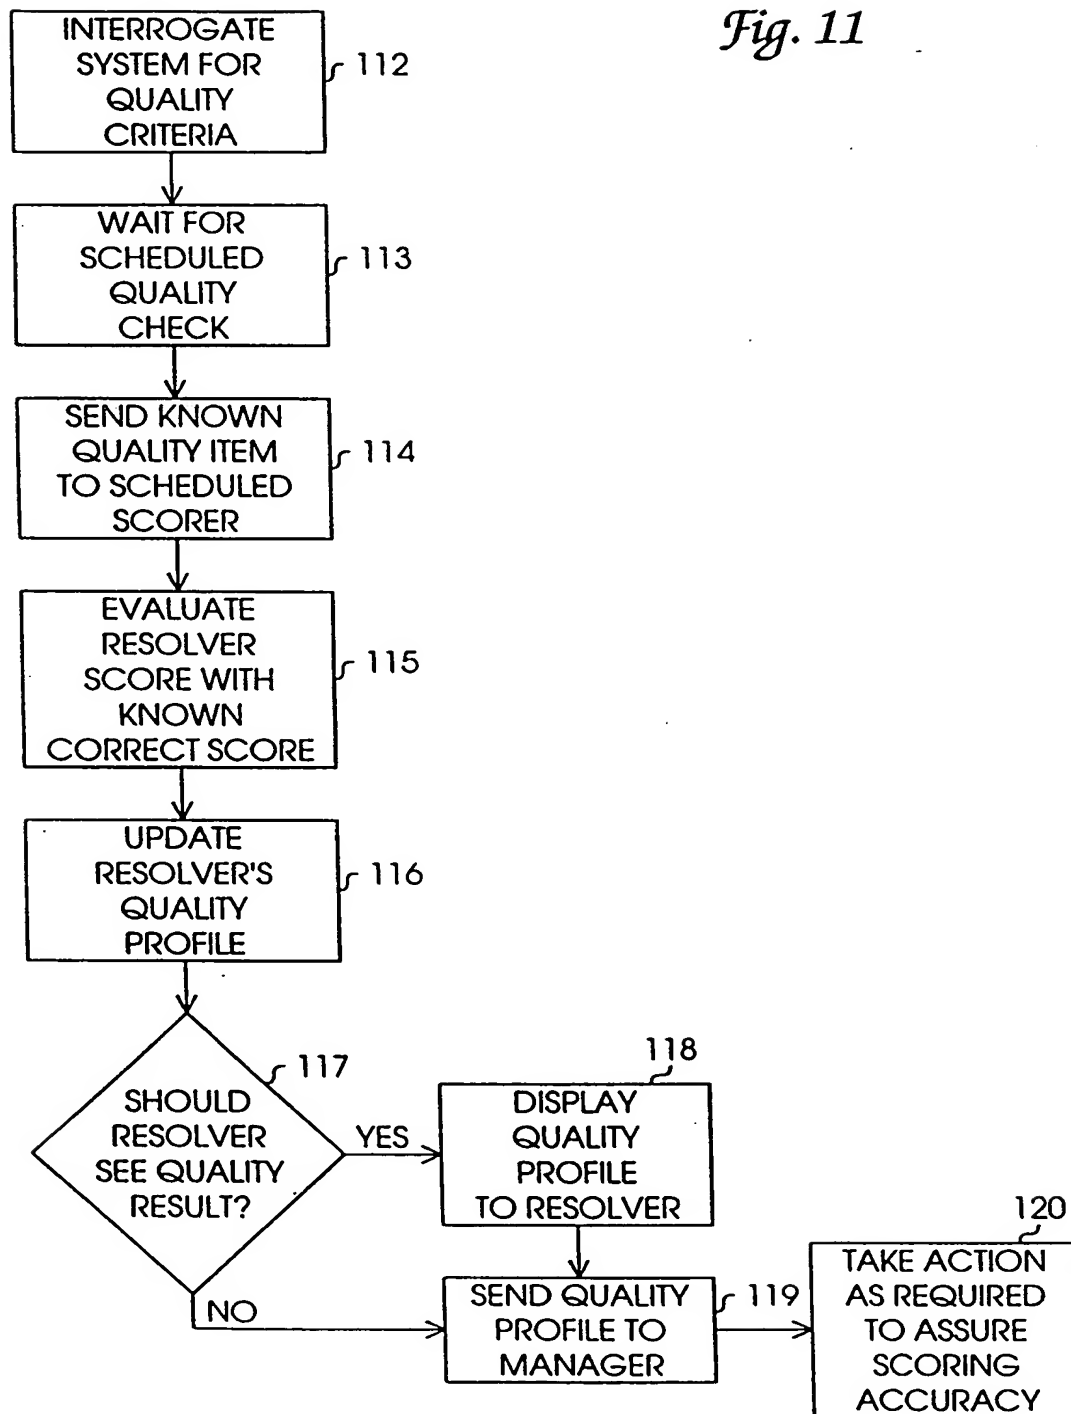 Fig. 11
INTERROGATE
SYSTEM FOR
QUALITY
CRITERIA
112
WAIT FOR
SCHEDULED
QUALITY
CHECK
113
SEND KNOWN
QUALITY ITEM
TO SCHEDULED
SCORER
114
EVALUATE
RESOLVER
SCORE WITH
KNOWN
CORRECT SCORE
115
UPDATE
RESOLVER'S
QUALITY
PROFILE
116
SHOULD
RESOLVER
SEE QUALITY
RESULT?
117
YES
DISPLAY
QUALITY
PROFILE
TO RESOLVER
118
NO
SEND QUALITY
PROFILE TO
MANAGER
119
TAKE ACTION
AS REQUIRED
TO ASSURE
SCORING
ACCURACY
120